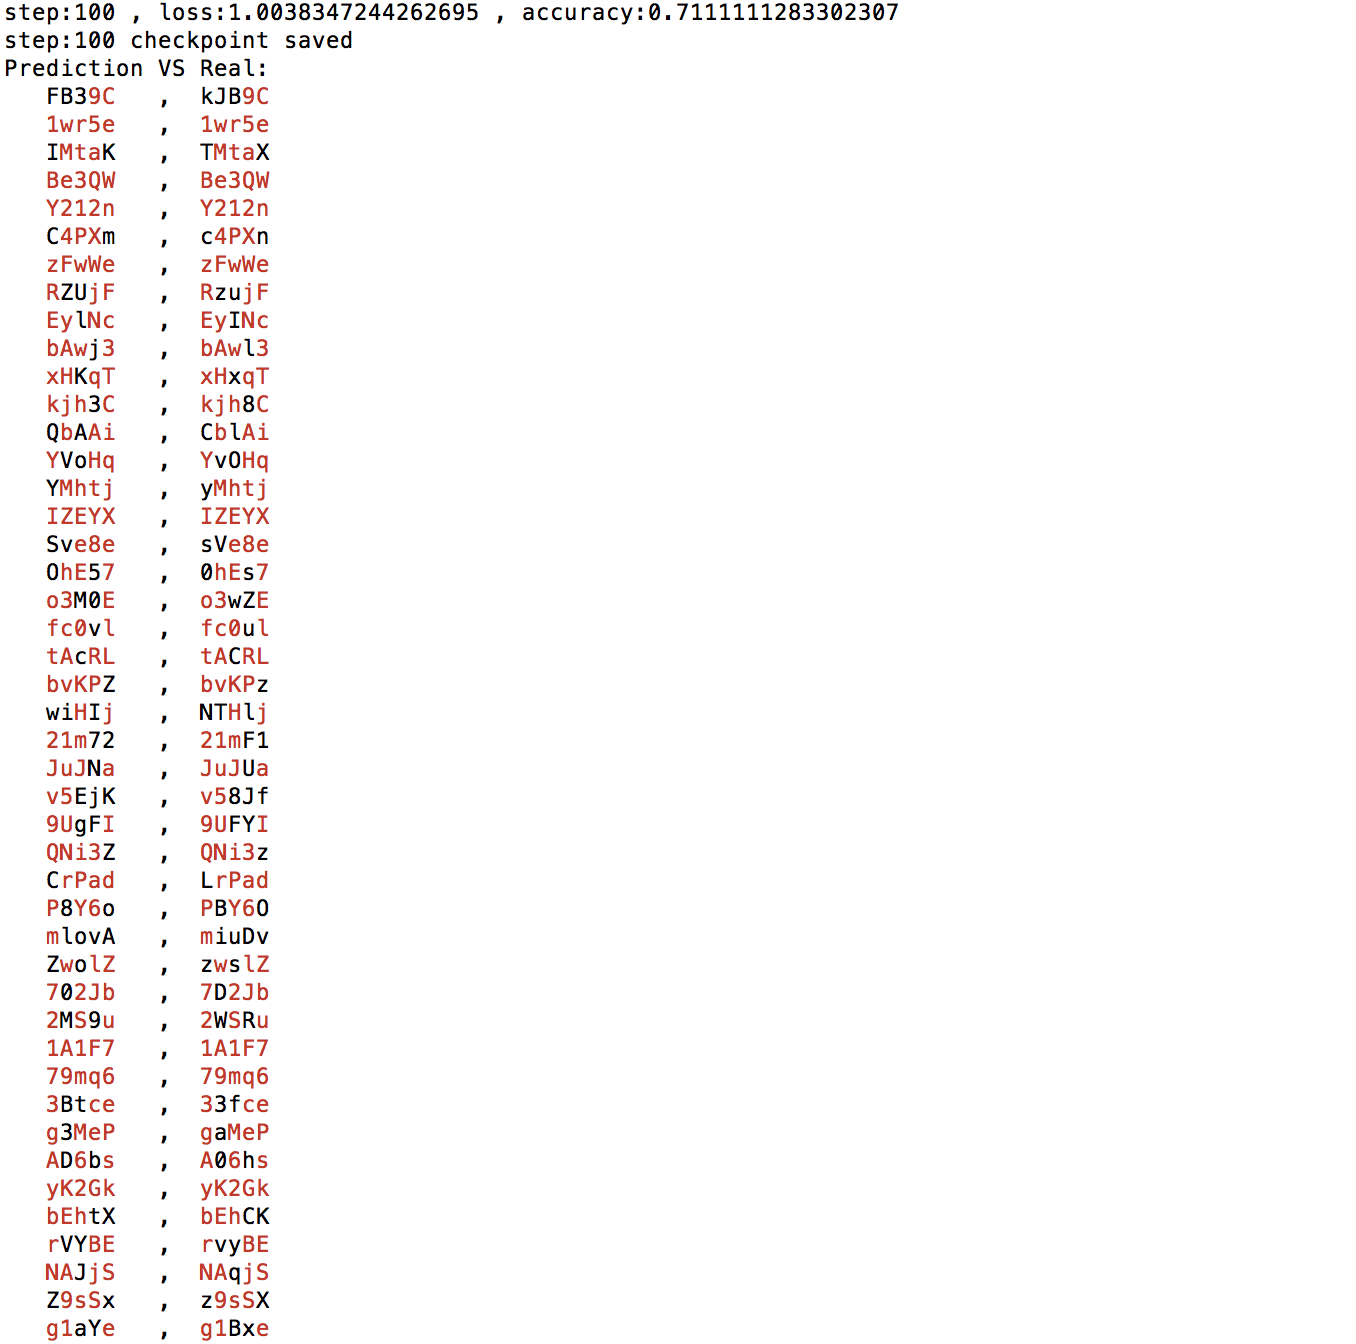 step:100 , loss:1.0038347244262695 , accuracy:0.7111111283302307
step:100 checkpoint saved
Prediction VS Real:
FB39C , kJB9C
1wr5e , 1wr5e
IMtaK , TMtaX
Be3QW , Be3QW
Y212n , Y212n
C4PXm , c4PXn
zFwWe , zFwWe
RZUjF , RzujF
EylNc , EyINc
bAwj3 , bAwl3
xHKqT , xHxqT
kjh3C , kjh8C
QbAAi , CblAi
YVoHq , YvOHq
YMhtj , yMhtj
IZEYX , IZEYX
Sve8e , sVe8e
OhE57 , 0hEs7
o3M0E , o3wZE
fc0vl , fc0ul
tAcRL , tACRL
bvKPZ , bvKPz
wiHIj , NTHlj
21m72 , 21mF1
JuJNa , JuJUa
v5EjK , v58Jf
9UgFI , 9UFYI
QNi3Z , QNi3z
CrPad , LrPad
P8Y6o , PBY6O
mlovA , miuDv
ZwolZ , zwslZ
702Jb , 7D2Jb
2MS9u , 2WSRu
1A1F7 , 1A1F7
79mq6 , 79mq6
3Btce , 33fce
g3MeP , gaMeP
AD6bs , A06hs
yK2Gk , yK2Gk
bEhtX , bEhCK
rVYBE , rvyBE
NAJjS , NAqjS
Z9sSx , z9sSX
g1aYe , g1Bxe